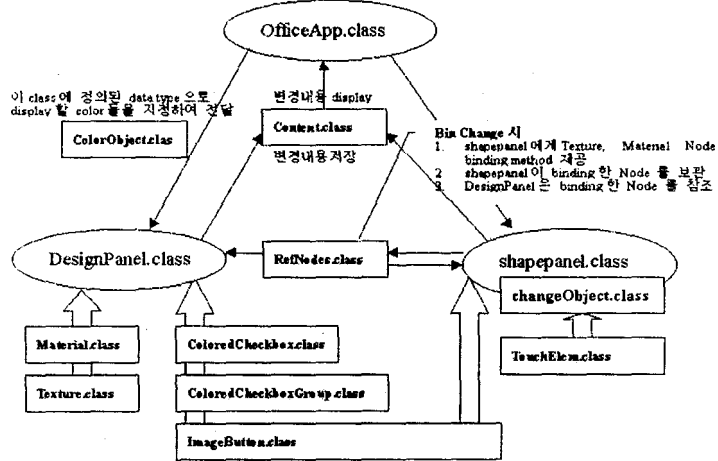 OfficeApp.class
이 class에 정의된 data type 으로
display 할 color 들을 지정하여 전달
ColorObject.clas
변경내용 display
Content.class
변경내용 저장
Bin Change 시
1. shapepanel 에게 Texture, Material Node
binding method 제공
2 shapepanel 이 binding 한 Node 를 보관
3. DesignPanel 은 binding 한 Node 를 참조
DesignPanel.class
RefNodes.class
shapepanel.class
changeObject.class
Material.class
ColoredCheckbox.class
TouchElem.class
Texture.class
ColoredCheckboxGroup.class
ImageButton.class